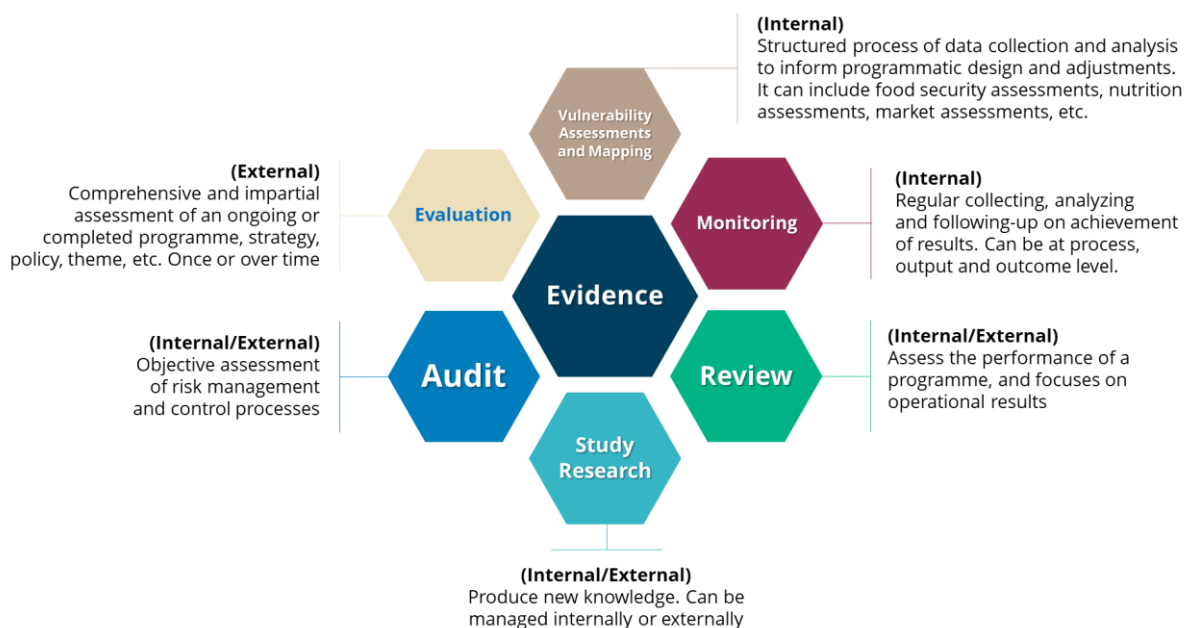 (Internal)
Structured process of data collection and analysis
to inform programmatic design and adjustments.
It can include food security assessments, nutrition
assessments, market assessments, etc.
Vulnerability
Assessments
and Mapping
(External)
Comprehensive and impartial
assessment of an ongoing or
completed programme, strategy,
policy, theme, etc. Once or over time
Evaluation
Monitoring
(Internal)
Regular collecting, analyzing
and following-up on achievement
of results. Can be at process,
output and outcome level.
Evidence
(Internal/External)
Objective assessment
of risk management
and control processes
Audit
Review
(Internal/External)
Assess the performance of a
programme, and focuses on
operational results
Study
Research
(Internal/External)
Produce new knowledge. Can be
managed internally or externally